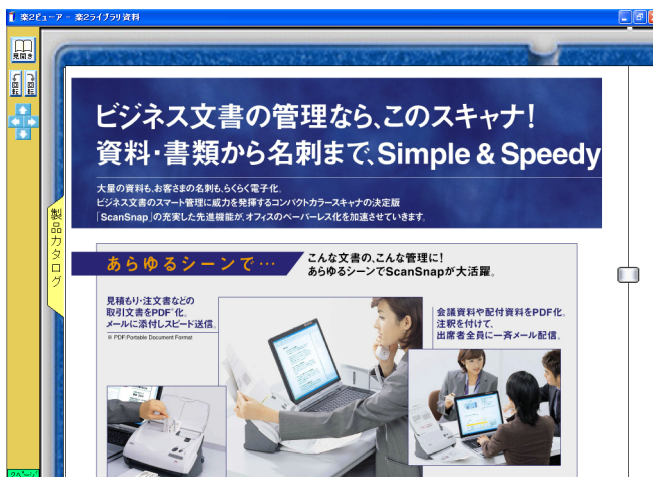 楽2ビューア - 楽2ライブラリ資料
見開き
回転
回転
製品カタログ
ビジネス文書の管理なら、このスキャナ!
資料・書類から名刺まで、Simple & Speedy
大量の資料も、お客さまの名刺も、らくらく電子化。
ビジネス文書のスマート管理に威力を発揮するコンパクトカラースキャナの決定版
「ScanSnap」の充実した先進機能が、オフィスのペーパーレス化を加速させていきます。
あらゆるシーンで…
こんな文書の、こんな管理に!
あらゆるシーンでScanSnapが大活躍。
見積もり・注文書などの
取引文書をPDF*化。
メールに添付しスピード送信。
※ PDF:Portable Document Format
会議資料や配付資料をPDF化。
注釈を付けて、
出席者全員に一斉メール配信。